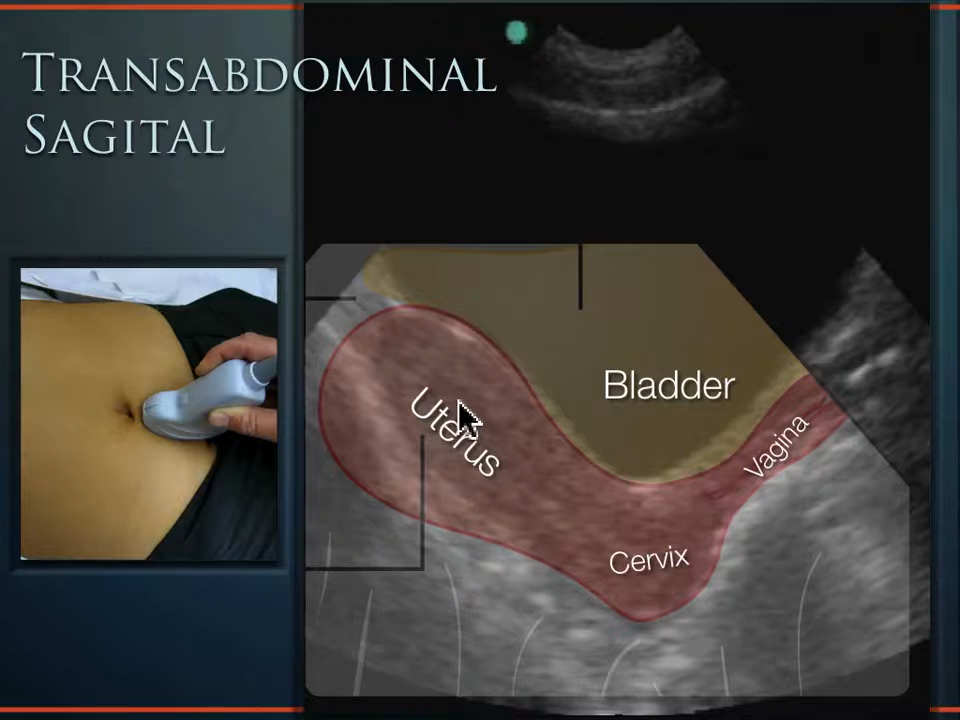 TRANSABDOMINAL
SAGITAL
Bladder
Uterus
Vagina
Cervix